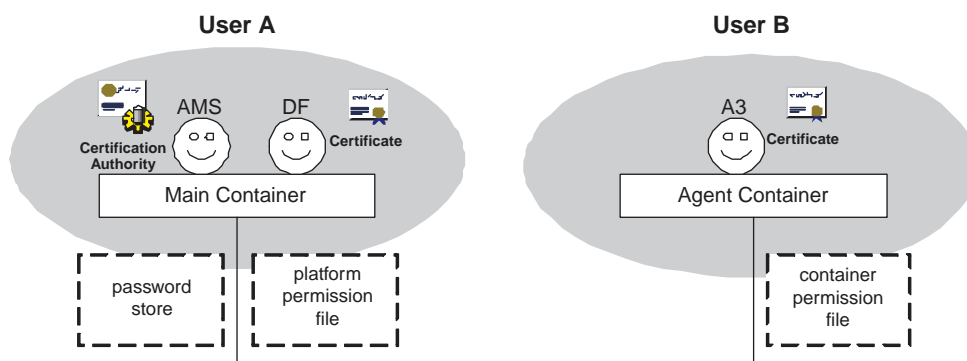 User A
User B
AMS
DF
A3
Certification
Authority
Certificate
Certificate
Main Container
Agent Container
password
store
platform
permission
file
container
permission
file